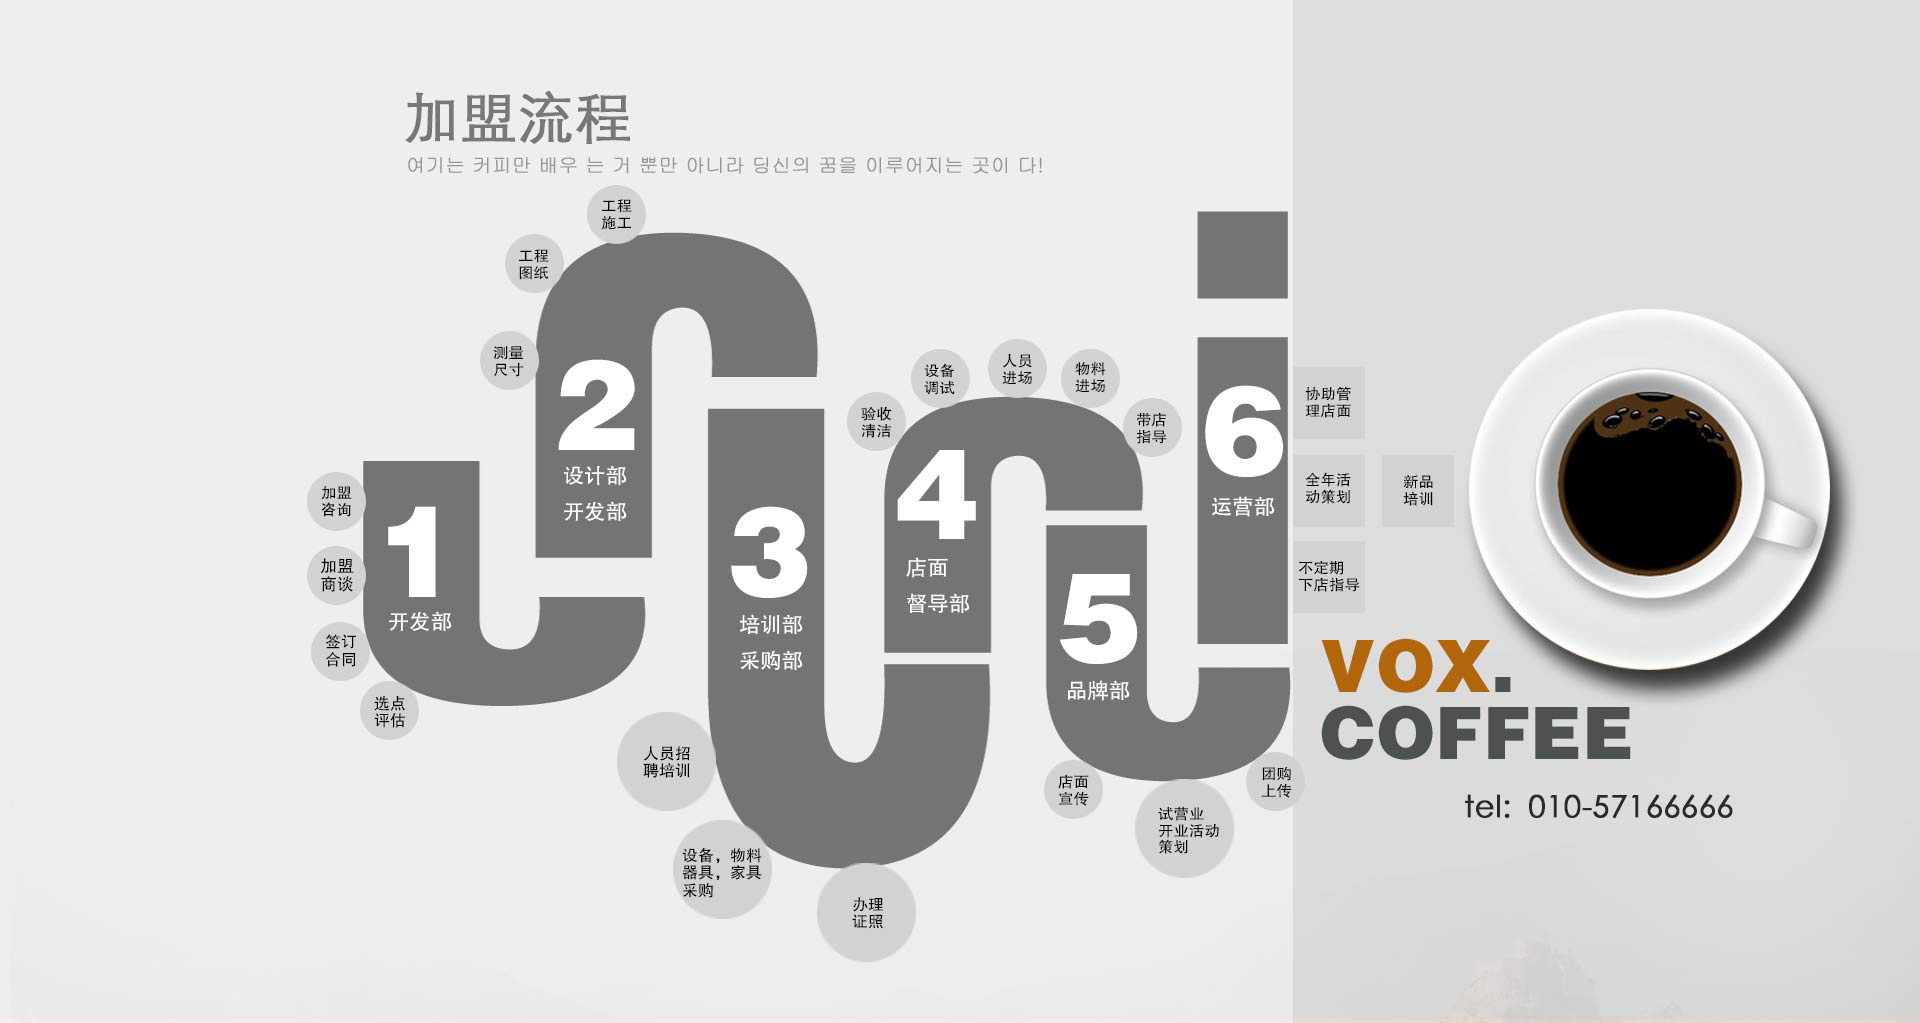 加盟流程
여기는 커피만 배우 는 거 뿐만 아니라 딩신의 꿈을 이루어지는 곳이 다!
加盟
咨询
加盟
商谈
签订
合同
选点
评估
1
开发部
测量
尺寸
工程
图纸
工程
施工
2
设计部
开发部
3
培训部
采购部
人员招
聘培训
设备，物料
器具，家具
采购
办理
证照
验收
清洁
设备
调试
人员
进场
物料
进场
带店
指导
4
店面
督导部
5
品牌部
店面
宣传
试营业
开业活动
策划
团购
上传
6
运营部
协助管
理店面
全年活
动策划
新品
培训
不定期
下店指导
VOX.
COFFEE
tel: 010-57166666